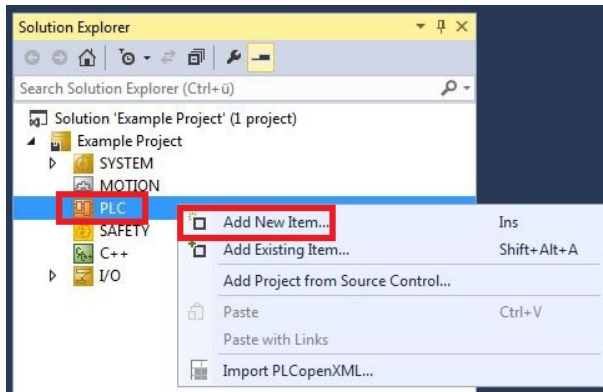 Solution Explorer
Search Solution Explorer (Ctrl+ü)
Solution 'Example Project' (1 project)
Example Project
SYSTEM
MOTION
PLC
SAFETY
C++
I/O
Add New Item... Ins
Add Existing Item... Shift+Alt+A
Add Project from Source Control...
Paste Ctrl+V
Paste with Links
Import PLCopenXML...